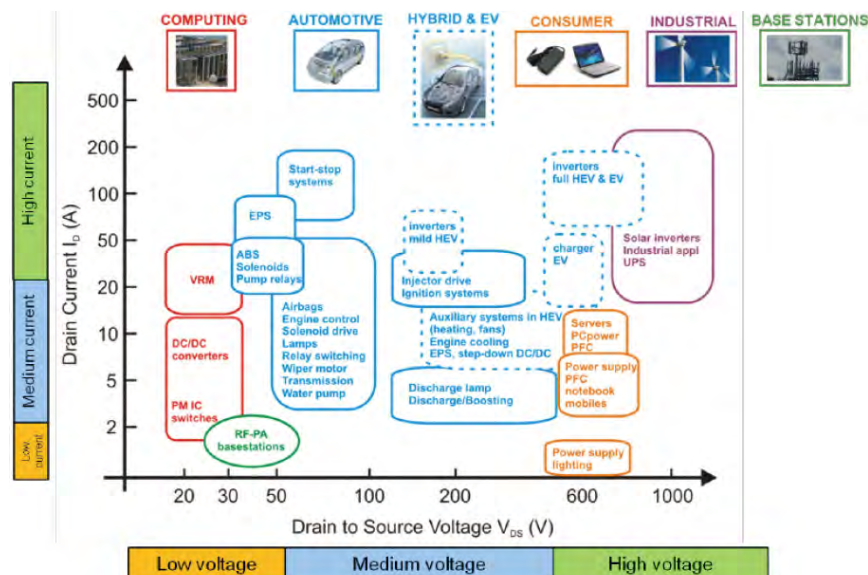 COMPUTING
AUTOMOTIVE
HYBRID & EV
CONSUMER
INDUSTRIAL
BASE STATIONS
High current
Medium current
Low current
Drain Current I_D (A)
500
200
100
50
20
10
5
2
Start-stop
systems
EPS
ABS
Solenoids
Pump relays
VRM
DC/DC
converters
PM IC
switches
RF-PA
basestations
Airbags
Engine control
Solenoid drive
Lamps
Relay switching
Wiper motor
Transmission
Water pump
inverters
mild HEV
Injector drive
Ignition systems
Auxiliary systems in HEV
(heating, fans)
Engine cooling
EPS, step-down DC/DC
Discharge lamp
Discharge/Boosting
inverters
full HEV & EV
charger
EV
Solar inverters
Industrial appl
UPS
Servers
PCpower
PFC
Power supply
PFC
notebook
mobiles
Power supply
lighting
20
30
50
100
200
600
1000
Drain to Source Voltage V_DS (V)
Low voltage
Medium voltage
High voltage